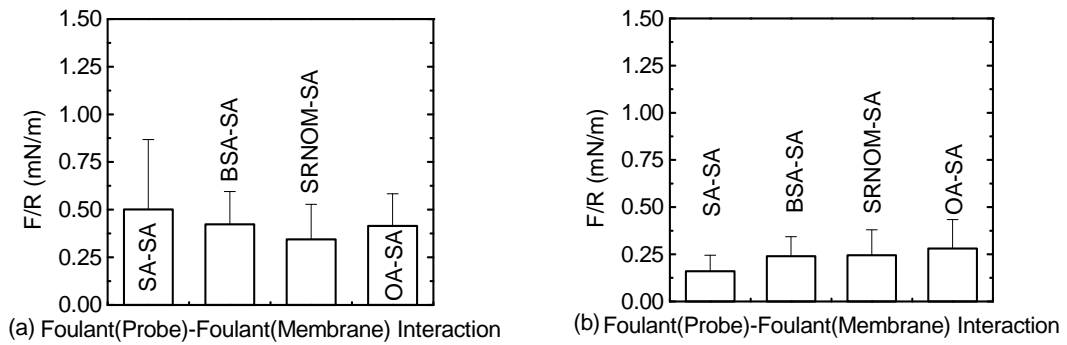 1.50
1.25
1.00
0.75
0.50
0.25
0.00
F/R (mN/m)
SA-SA
BSA-SA
SRNOM-SA
OA-SA
(a) Foulant(Probe)-Foulant(Membrane) Interaction
1.50
1.25
1.00
0.75
0.50
0.25
0.00
F/R (mN/m)
SA-SA
BSA-SA
SRNOM-SA
OA-SA
(b) Foulant(Probe)-Foulant(Membrane) Interaction